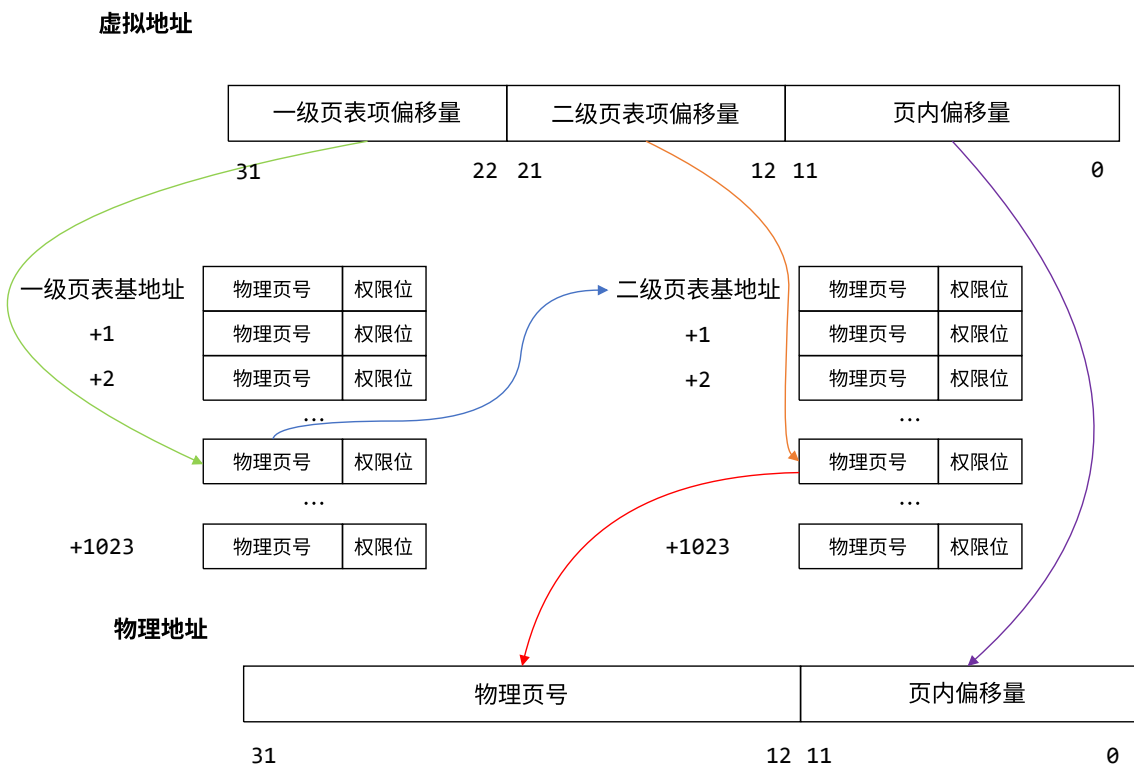 虚拟地址
一级页表项偏移量 二级页表项偏移量 页内偏移量
31 22 21 12 11 0
一级页表基地址 物理页号 权限位 二级页表基地址 物理页号 权限位
+1 物理页号 权限位 +1 物理页号 权限位
+2 物理页号 权限位 +2 物理页号 权限位
... ...
物理页号 权限位 物理页号 权限位
... ...
+1023 物理页号 权限位 +1023 物理页号 权限位
物理地址
物理页号 页内偏移量
31 12 11 0